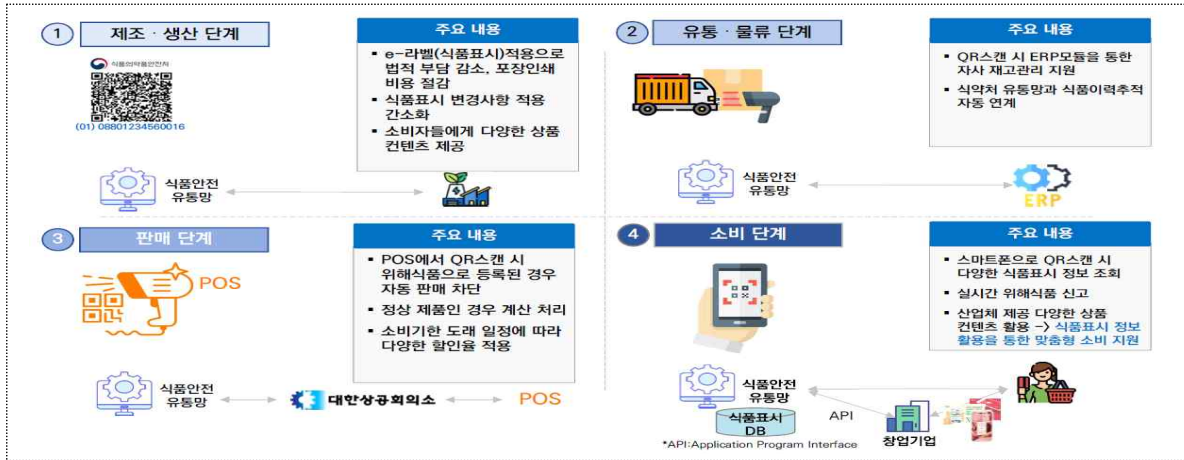 1 제조 · 생산 단계
식품의약품안전처
(01) 08801234560016
주요 내용
▪ e-라벨(식품표시)적용으로
법적 부담 감소, 포장인쇄
비용 절감
▪ 식품표시 변경사항 적용
간소화
▪ 소비자들에게 다양한 상품
컨텐츠 제공
식품안전
유통망
2 유통 · 물류 단계
주요 내용
▪ QR스캔 시 ERP모듈을 통한
자사 재고관리 지원
▪ 식약처 유통망과 식품이력추적
자동 연계
식품안전
유통망
ERP
3 판매 단계
POS
주요 내용
▪ POS에서 QR스캔 시
위해식품으로 등록된 경우
자동 판매 차단
▪ 정상 제품인 경우 계산 처리
▪ 소비기한 도래 일정에 따라
다양한 할인율 적용
식품안전
유통망
대한상공회의소
POS
4 소비 단계
주요 내용
▪ 스마트폰으로 QR스캔 시
다양한 식품표시 정보 조회
▪ 실시간 위해식품 신고
▪ 산업체 제공 다양한 상품
컨텐츠 활용 -> 식품표시 정보
활용을 통한 맞춤형 소비 지원
식품안전
유통망
식품표시
DB
API
창업기업
*API:Application Program Interface